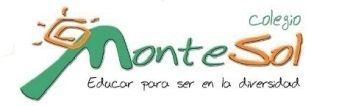 colegio
MonteSol
Educar para ser en la diversidad